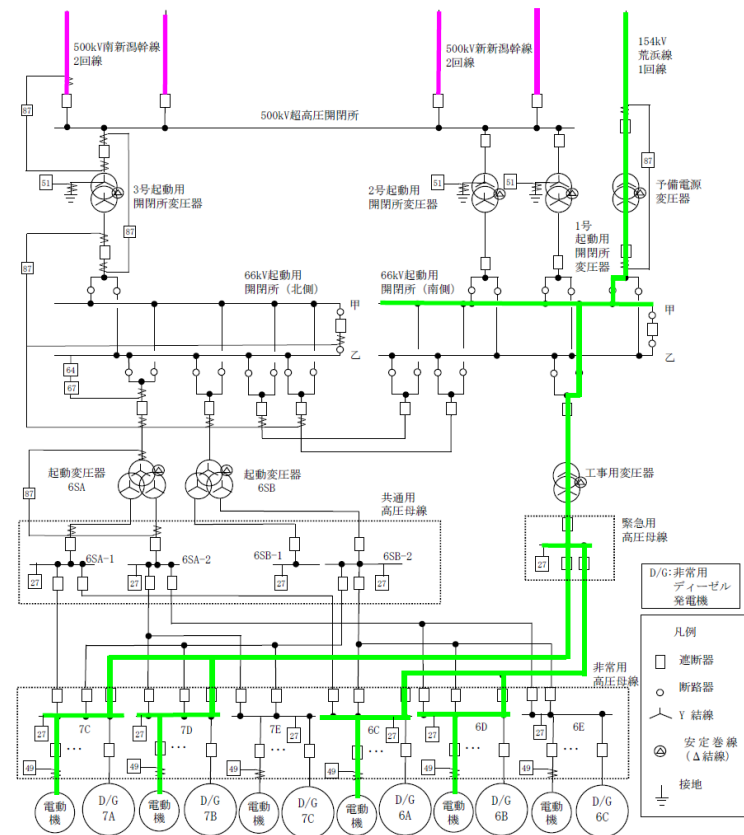 500kV南新潟幹線
2回線
500kV新新潟幹線
2回線
154kV
荒浜線
1回線
87
500kV超高圧開閉所
87
51
3号起動用
開閉所変圧器
87
87
51
2号起動用
開閉所変圧器
51
予備電源
変圧器
1号
起動用
開閉所
変圧器
66kV起動用
開閉所（北側）
66kV起動用
開閉所（南側）
甲
甲
乙
乙
64
67
87
起動変圧器
6SA
起動変圧器
6SB
工事用変圧器
共通用
高圧母線
緊急用
高圧母線
6SA-1
6SA-2
6SB-1
6SB-2
27
27
27
27
27
D/G:非常用
ディーゼル
発電機
凡例
遮断器
断路器
Y 結線
安定巻線
(Δ結線)
接地
非常用
高圧母線
7C
7D
7E
6C
6D
6E
27
27
27
27
27
27
…
…
…
…
…
…
49
49
49
49
49
49
電動
機
D/G
7A
電動
機
D/G
7B
電動
機
D/G
7C
電動
機
D/G
6A
電動
機
D/G
6B
電動
機
D/G
6C